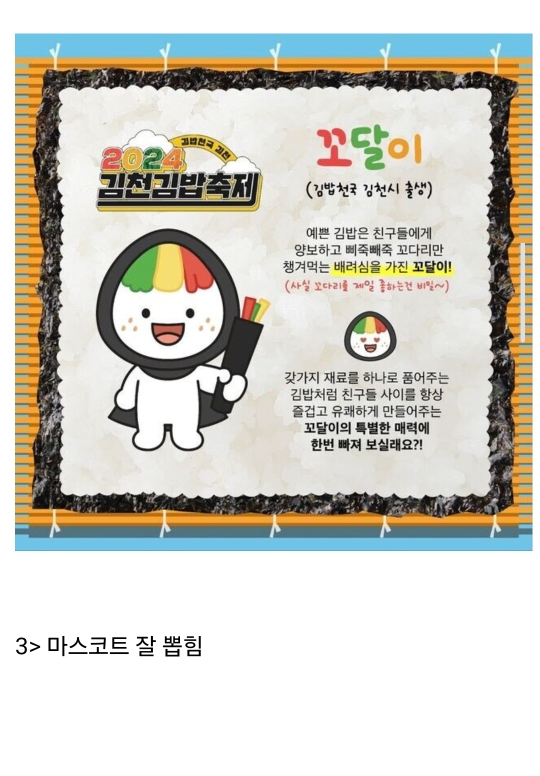 김밥천국 김천
2024
김천김밥축제
꼬달이
(김밥천국 김천시 출생)
예쁜 김밥은 친구들에게
양보하고 삐죽빼죽 꼬다리만
챙겨먹는 배려심을 가진 꼬달이!
(사실 꼬다리를 제일 좋하는건 비밀~)
갖가지 재료를 하나로 품어주는
김밥처럼 친구들 사이를 항상
즐겁고 유쾌하게 만들어주는
꼬달이의 특별한 매력에
한번 빠져 보실래요?!
3> 마스코트 잘 뽑힘